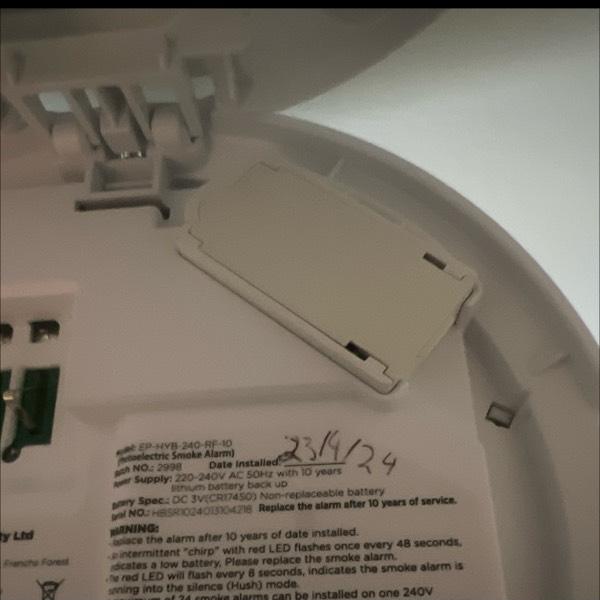 Model: EP-HYB-240-RF-10
(Photoelectric Smoke Alarm)
Batch NO.: 2998 Date Installed: 23/4/24
Power Supply: 220-240V AC 50Hz with 10 years
lithium battery back up
Battery Spec.: DC 3V(CR17450) Non-replaceable battery
Serial NO.: HBSR1024013104218 Replace the alarm after 10 years of service.
WARNING:
-Replace the alarm after 10 years of date installed.
-An intermittent "chirp" with red LED flashes once every 48 seconds,
indicates a low battery, Please replace the smoke alarm.
-The red LED will flash every 8 seconds, indicates the smoke alarm is
running into the silence (Hush) mode.
maximum of 24 smoke alarms can be installed on one 240V
ty Ltd
Frenchs Forest